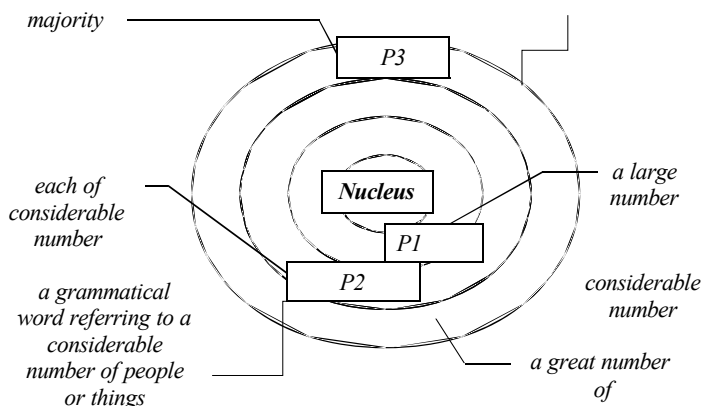 majority
P3
each of
considerable
number
Nucleus
a large
number
P1
P2
a grammatical
word referring to a
considerable
number of people
or things
considerable
number
a great number
of